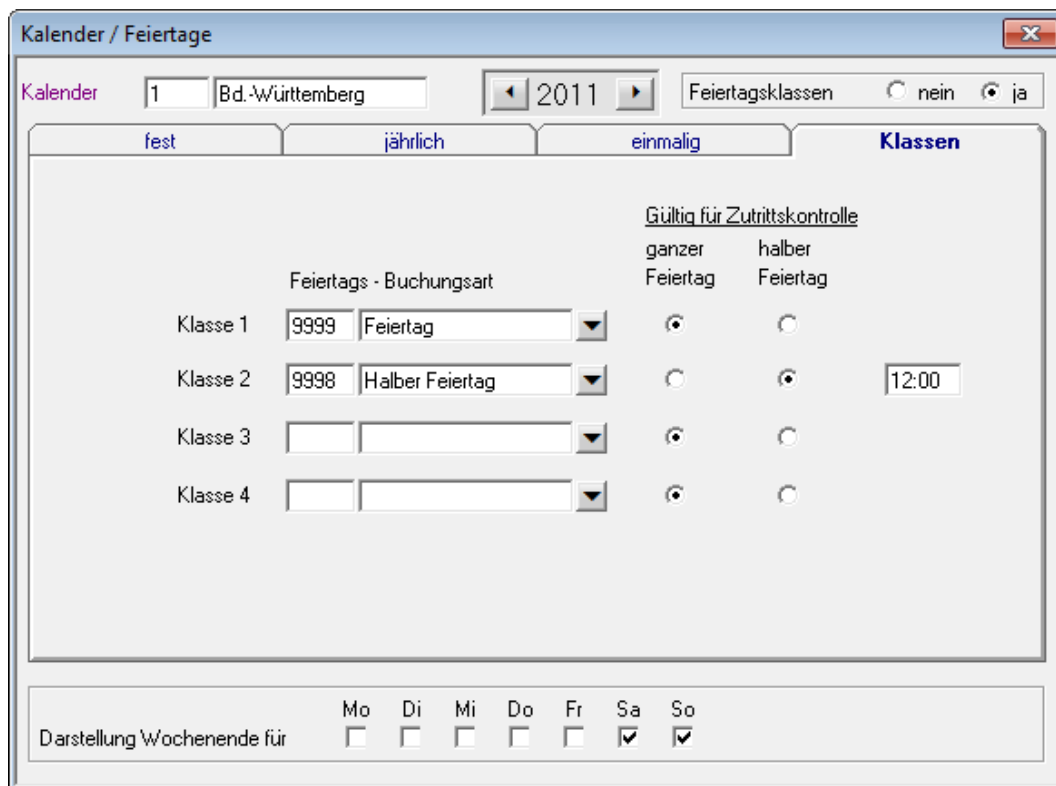 Kalender / Feiertage
Kalender 1 Bd.-Württemberg 2011 Feiertagsklassen nein ja
fest jährlich einmalig Klassen
Gültig für Zutrittskontrolle
ganzer halber
Feiertags - Buchungsart Feiertag Feiertag
Klasse 1 9999 Feiertag
Klasse 2 9998 Halber Feiertag 12:00
Klasse 3
Klasse 4
Mo Di Mi Do Fr Sa So
Darstellung Wochenende für